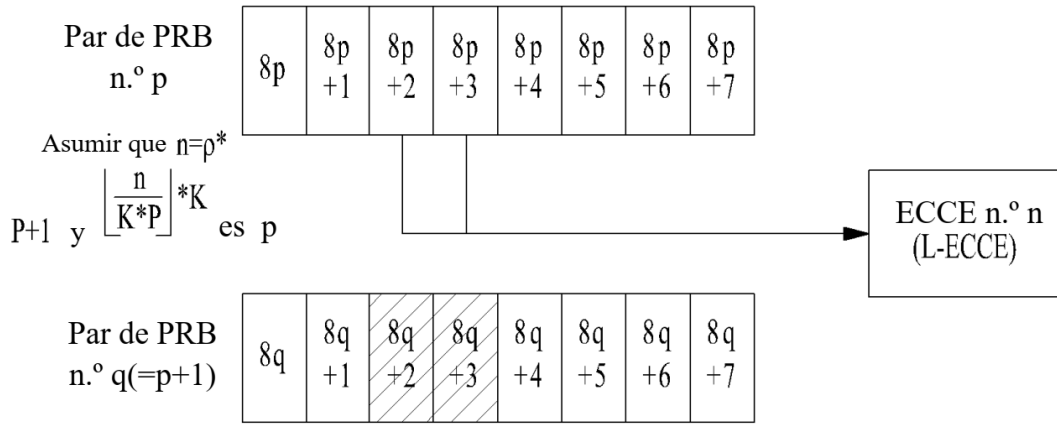 Par de PRB
n.º p
8p
8p
+1
8p
+2
8p
+3
8p
+4
8p
+5
8p
+6
8p
+7
Asumir que n=ρ*
P+1 y ⌊n/K*P⌋*K es p
ECCE n.º n
(L-ECCE)
Par de PRB
n.º q(=p+1)
8q
8q
+1
8q
+2
8q
+3
8q
+4
8q
+5
8q
+6
8q
+7